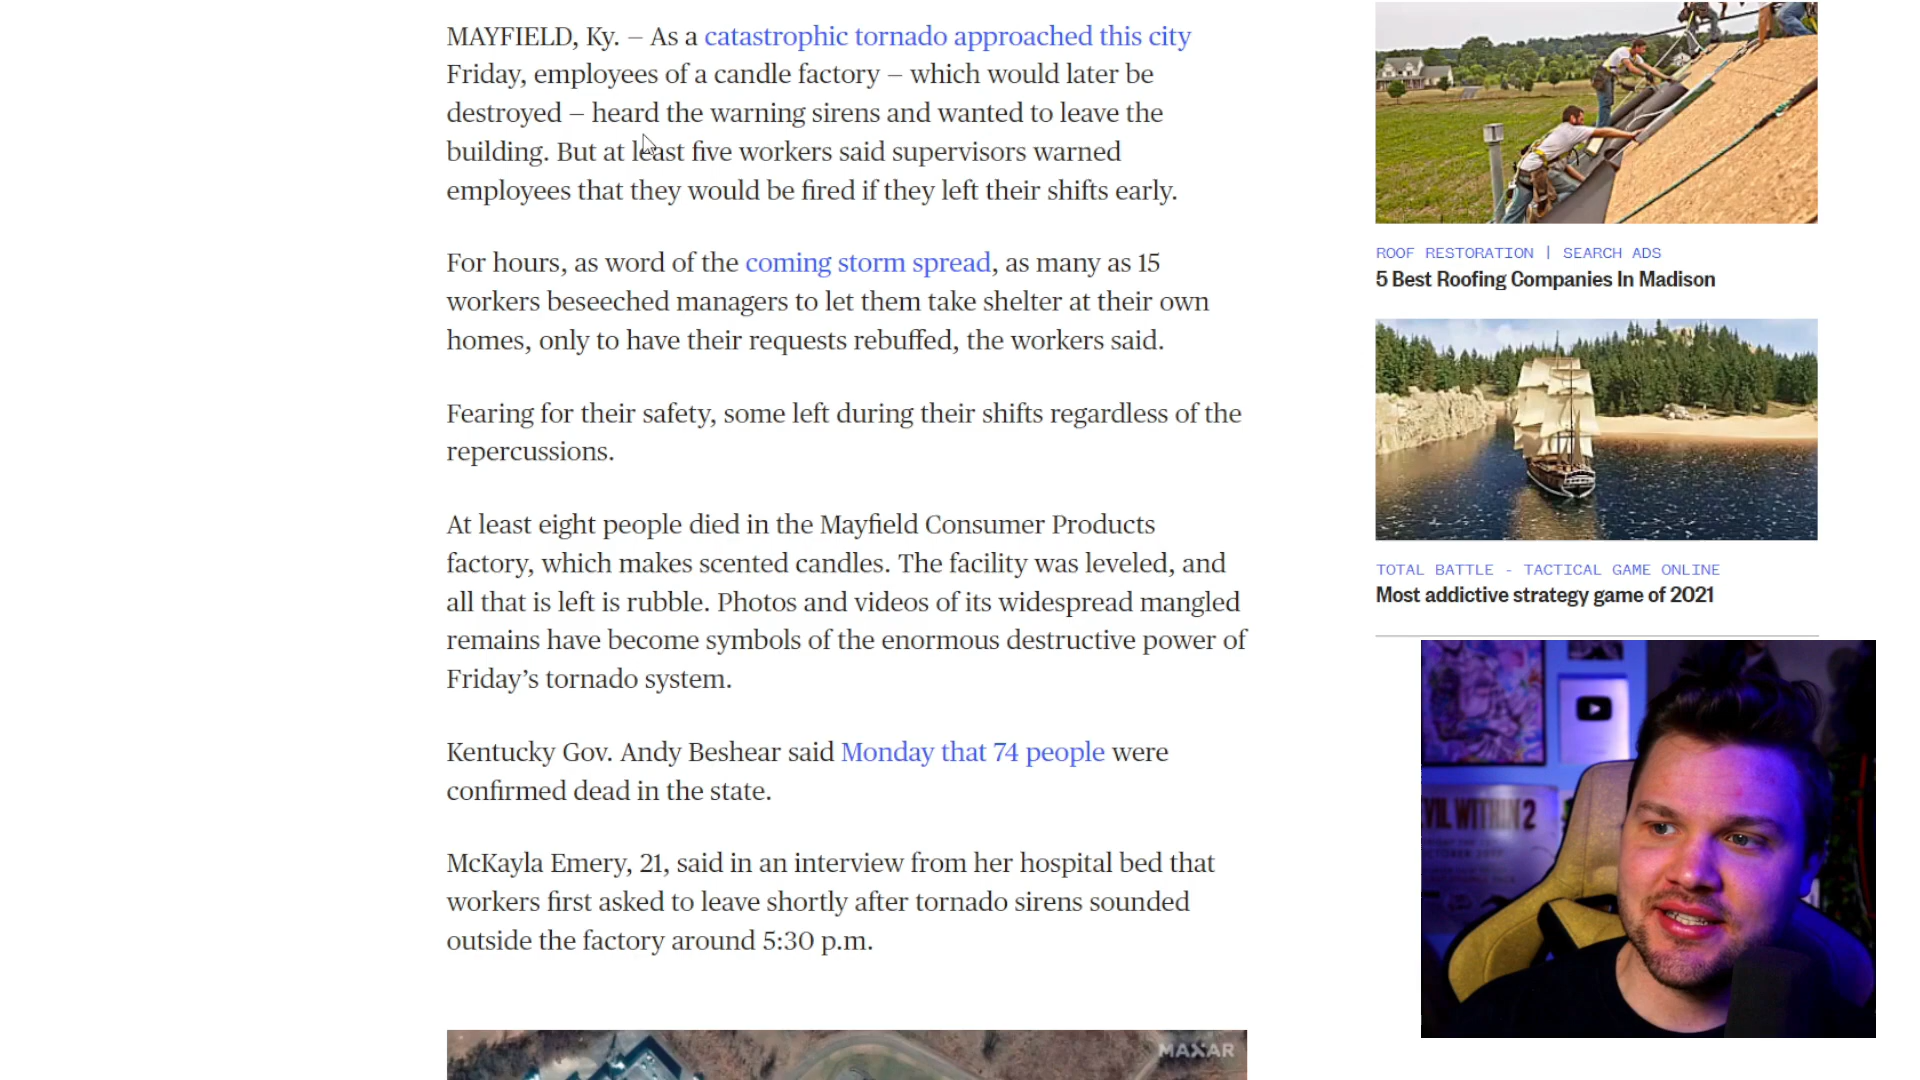 MAYFIELD, Ky. — As a catastrophic tornado approached this city
Friday, employees of a candle factory — which would later be
destroyed — heard the warning sirens and wanted to leave the
building. But at least five workers said supervisors warned
employees that they would be fired if they left their shifts early.
For hours, as word of the coming storm spread, as many as 15
workers beseeched managers to let them take shelter at their own
homes, only to have their requests rebuffed, the workers said.
Fearing for their safety, some left during their shifts regardless of the
repercussions.
At least eight people died in the Mayfield Consumer Products
factory, which makes scented candles. The facility was leveled, and
all that is left is rubble. Photos and videos of its widespread mangled
remains have become symbols of the enormous destructive power of
Friday’s tornado system.
Kentucky Gov. Andy Beshear said Monday that 74 people were
confirmed dead in the state.
McKayla Emery, 21, said in an interview from her hospital bed that
workers first asked to leave shortly after tornado sirens sounded
outside the factory around 5:30 p.m.
MAXAR
ROOF RESTORATION | SEARCH ADS
5 Best Roofing Companies In Madison
TOTAL BATTLE - TACTICAL GAME ONLINE
Most addictive strategy game of 2021
EVIL WITHIN 2